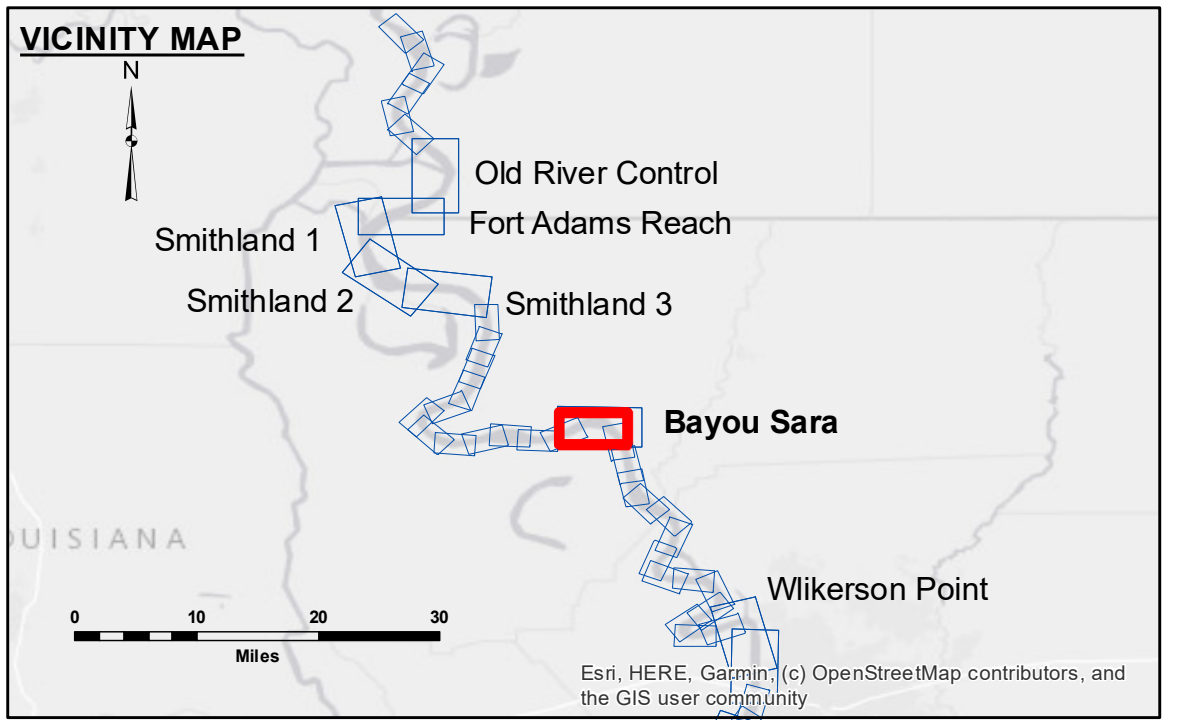 VICINITY MAP
N
Old River Control
Fort Adams Reach
Smithland 1
Smithland 2
Smithland 3
Bayou Sara
OUISIANA
Wlikerson Point
0 10 20 30
Miles
Esri, HERE, Garmin, (c) OpenStreetMap contributors, and
the GIS user community